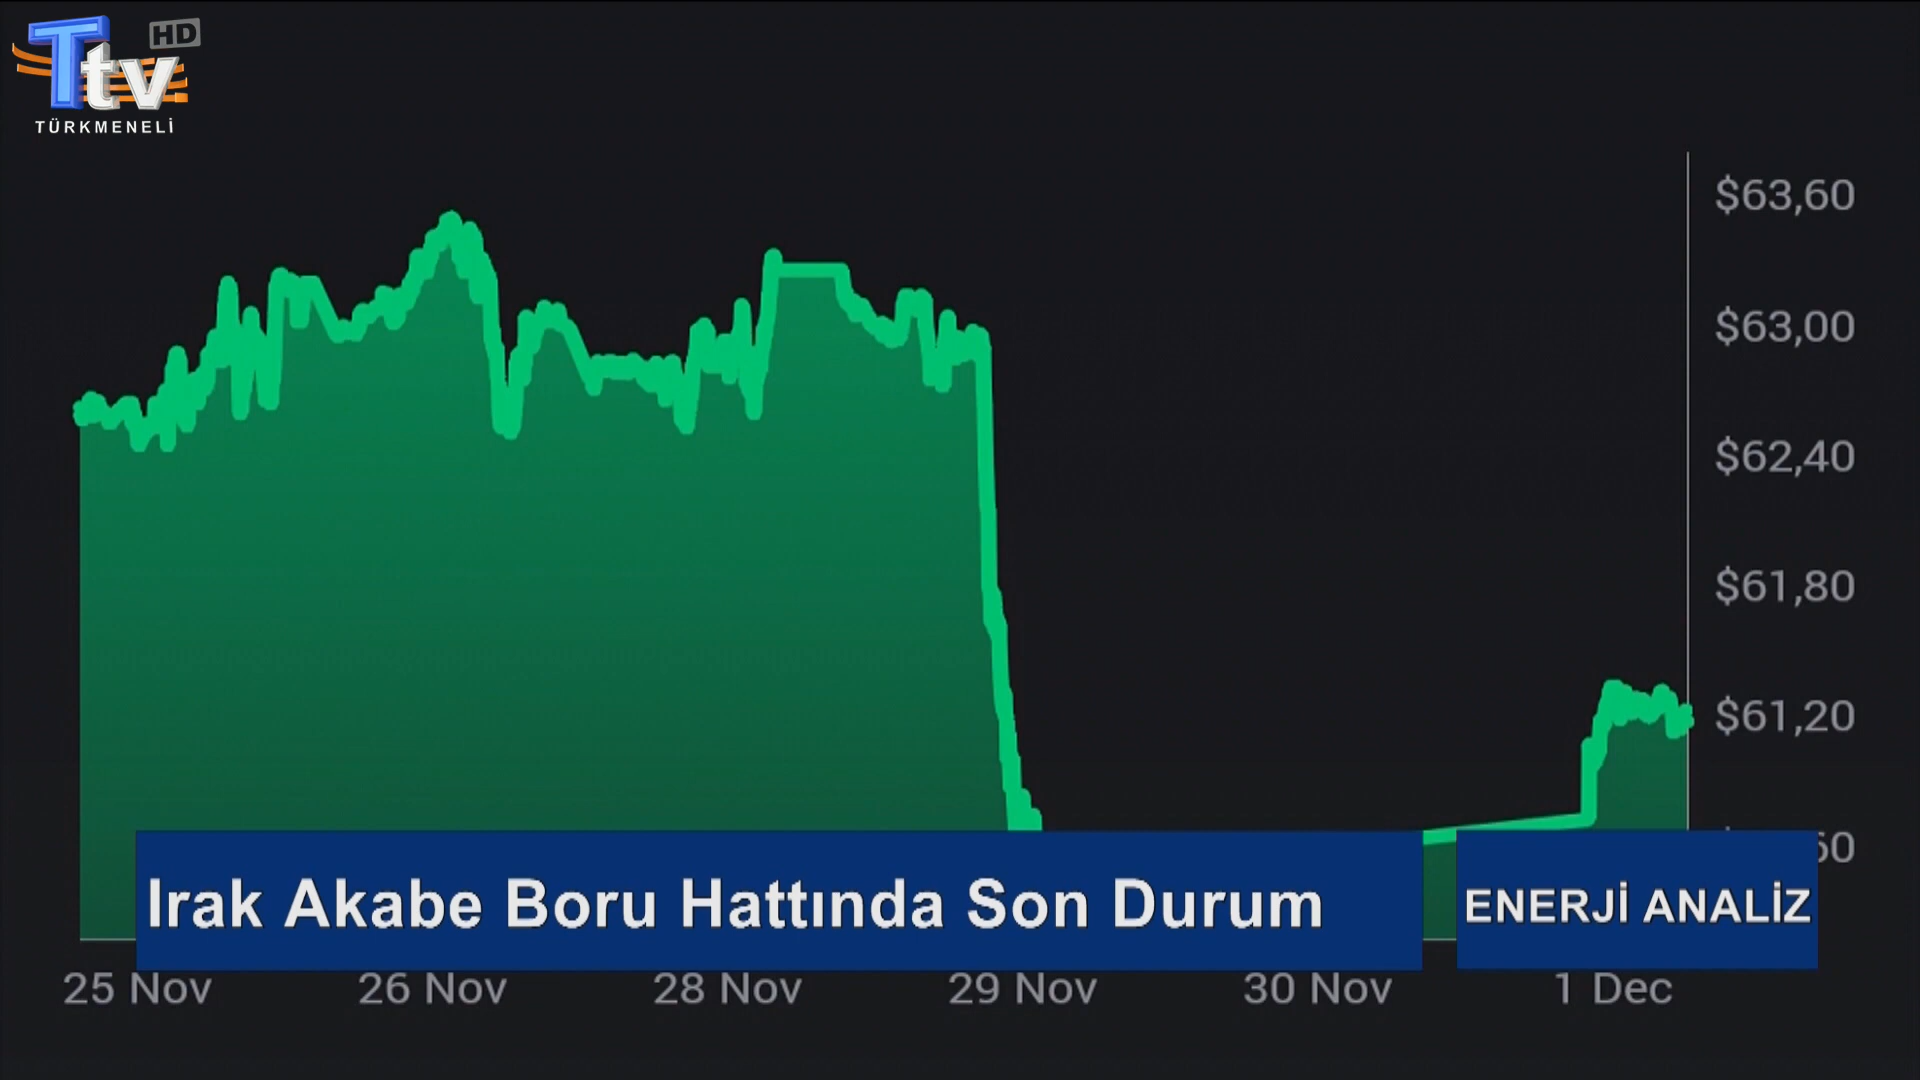 Ttv HD
TÜRKMENELİ
$63,60
$63,00
$62,40
$61,80
$61,20
60
Irak Akabe Boru Hattında Son Durum
ENERJİ ANALİZ
25 Nov 26 Nov 28 Nov 29 Nov 30 Nov 1 Dec